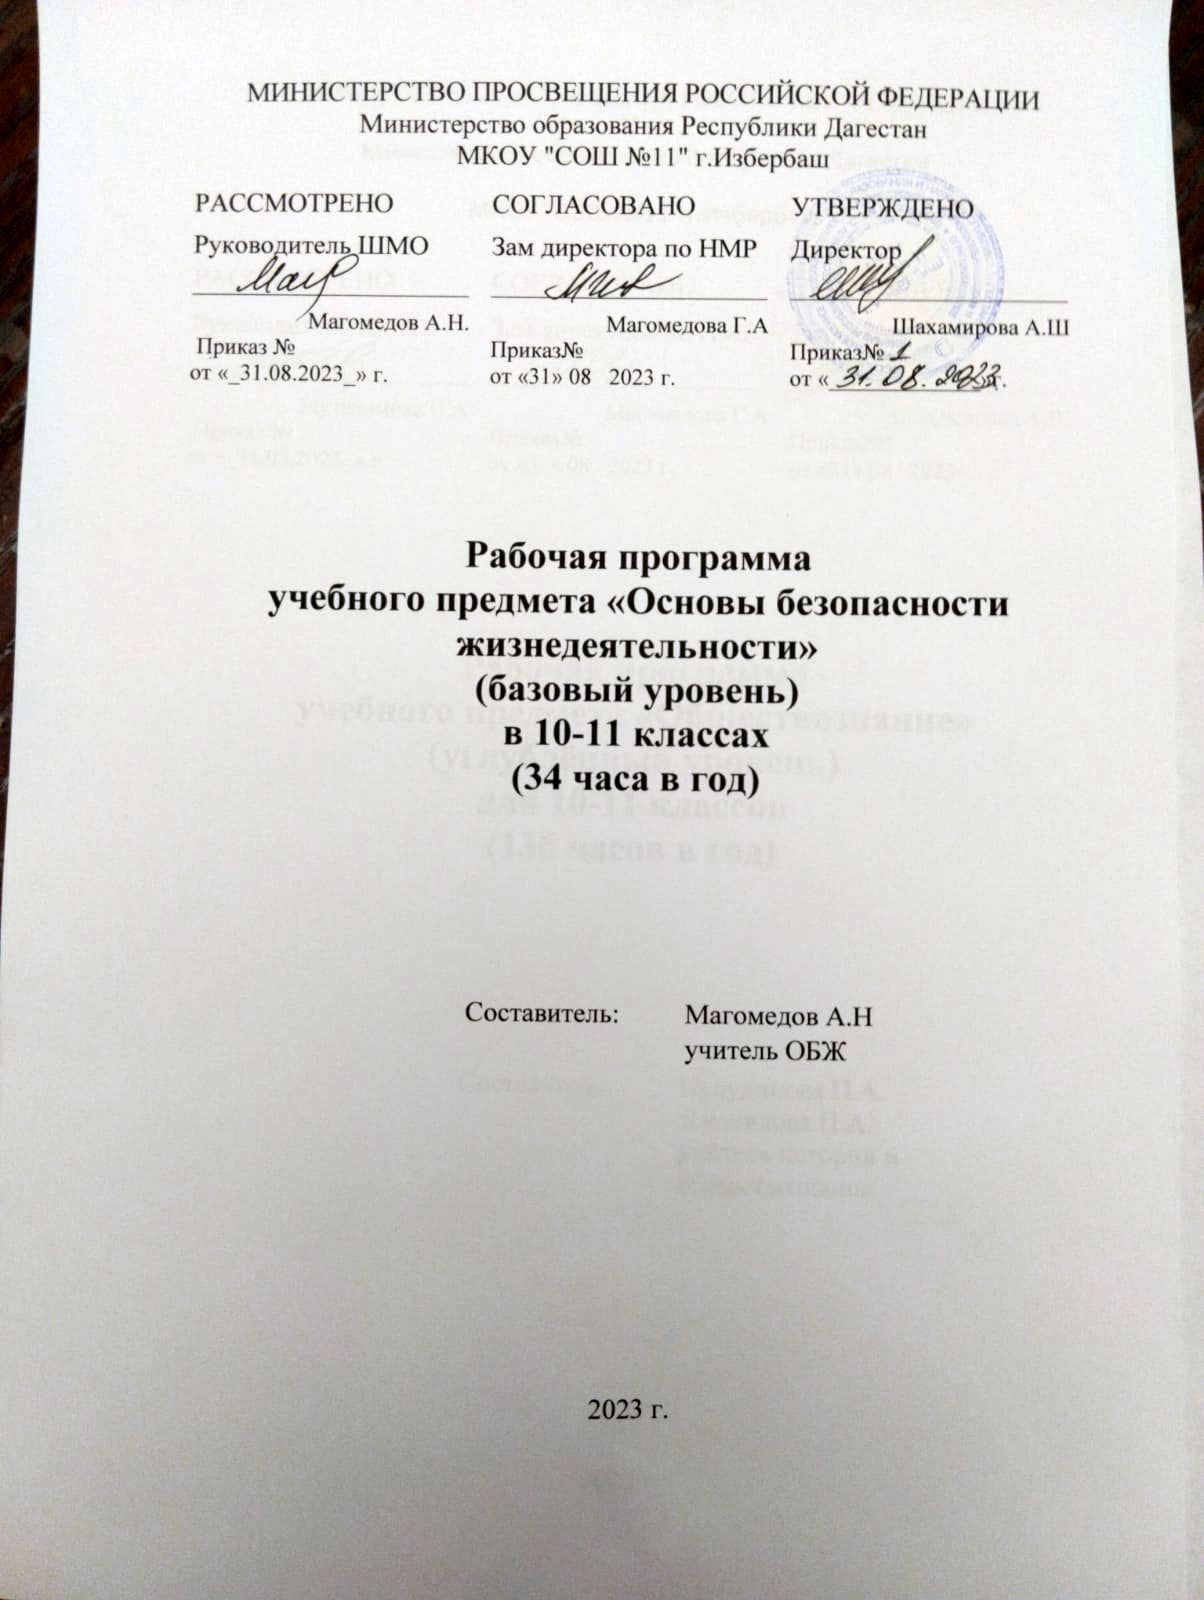 МИНИСТЕРСТВО ПРОСВЕЩЕНИЯ РОССИЙСКОЙ ФЕДЕРАЦИИ
Министерство образования Республики Дагестан
МКОУ "СОШ №11" г.Избербаш
РАССМОТРЕНО
Руководитель ШМО
Магомедов А.Н.
Приказ №
от «_31.08.2023_» г.
СОГЛАСОВАНО
Зам директора по НМР
Магомедова Г.А
Приказ№
от «31» 08 2023 г.
УТВЕРЖДЕНО
Директор
Шахамирова А.Ш
Приказ№ 1
от « 31.08.2023 г.
Рабочая программа
учебного предмета «Основы безопасности
жизнедеятельности»
(базовый уровень)
в 10-11 классах
(34 часа в год)
Составитель: Магомедов А.Н
учитель ОБЖ
2023 г.